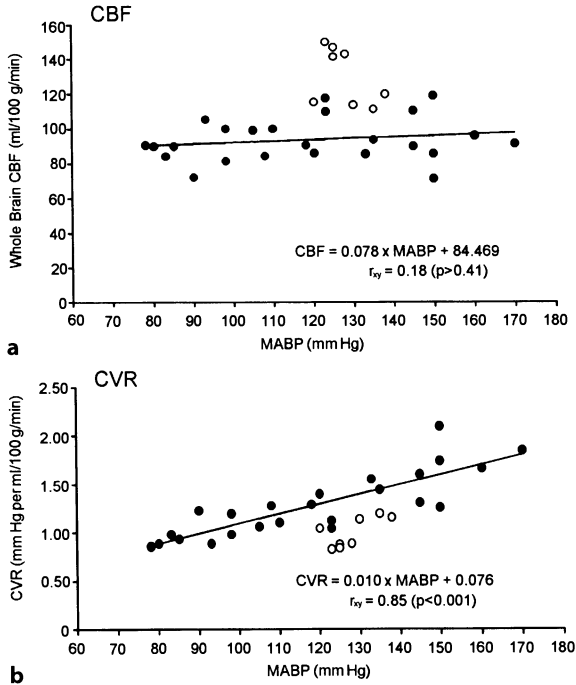 CBF
160
140
120
100
80
60
40
20
0
Whole Brain CBF (ml/100 g/min)
CBF = 0.078 x MABP + 84.469
rxy = 0.18 (p>0.41)
60 70 80 90 100 110 120 130 140 150 160 170 180
MABP (mm Hg)
a
CVR
2.50
2.00
1.50
1.00
0.50
0
CVR (mm Hg per ml/100 g/min)
CVR = 0.010 x MABP + 0.076
rxy = 0.85 (p<0.001)
60 70 80 90 100 110 120 130 140 150 160 170 180
MABP (mm Hg)
b